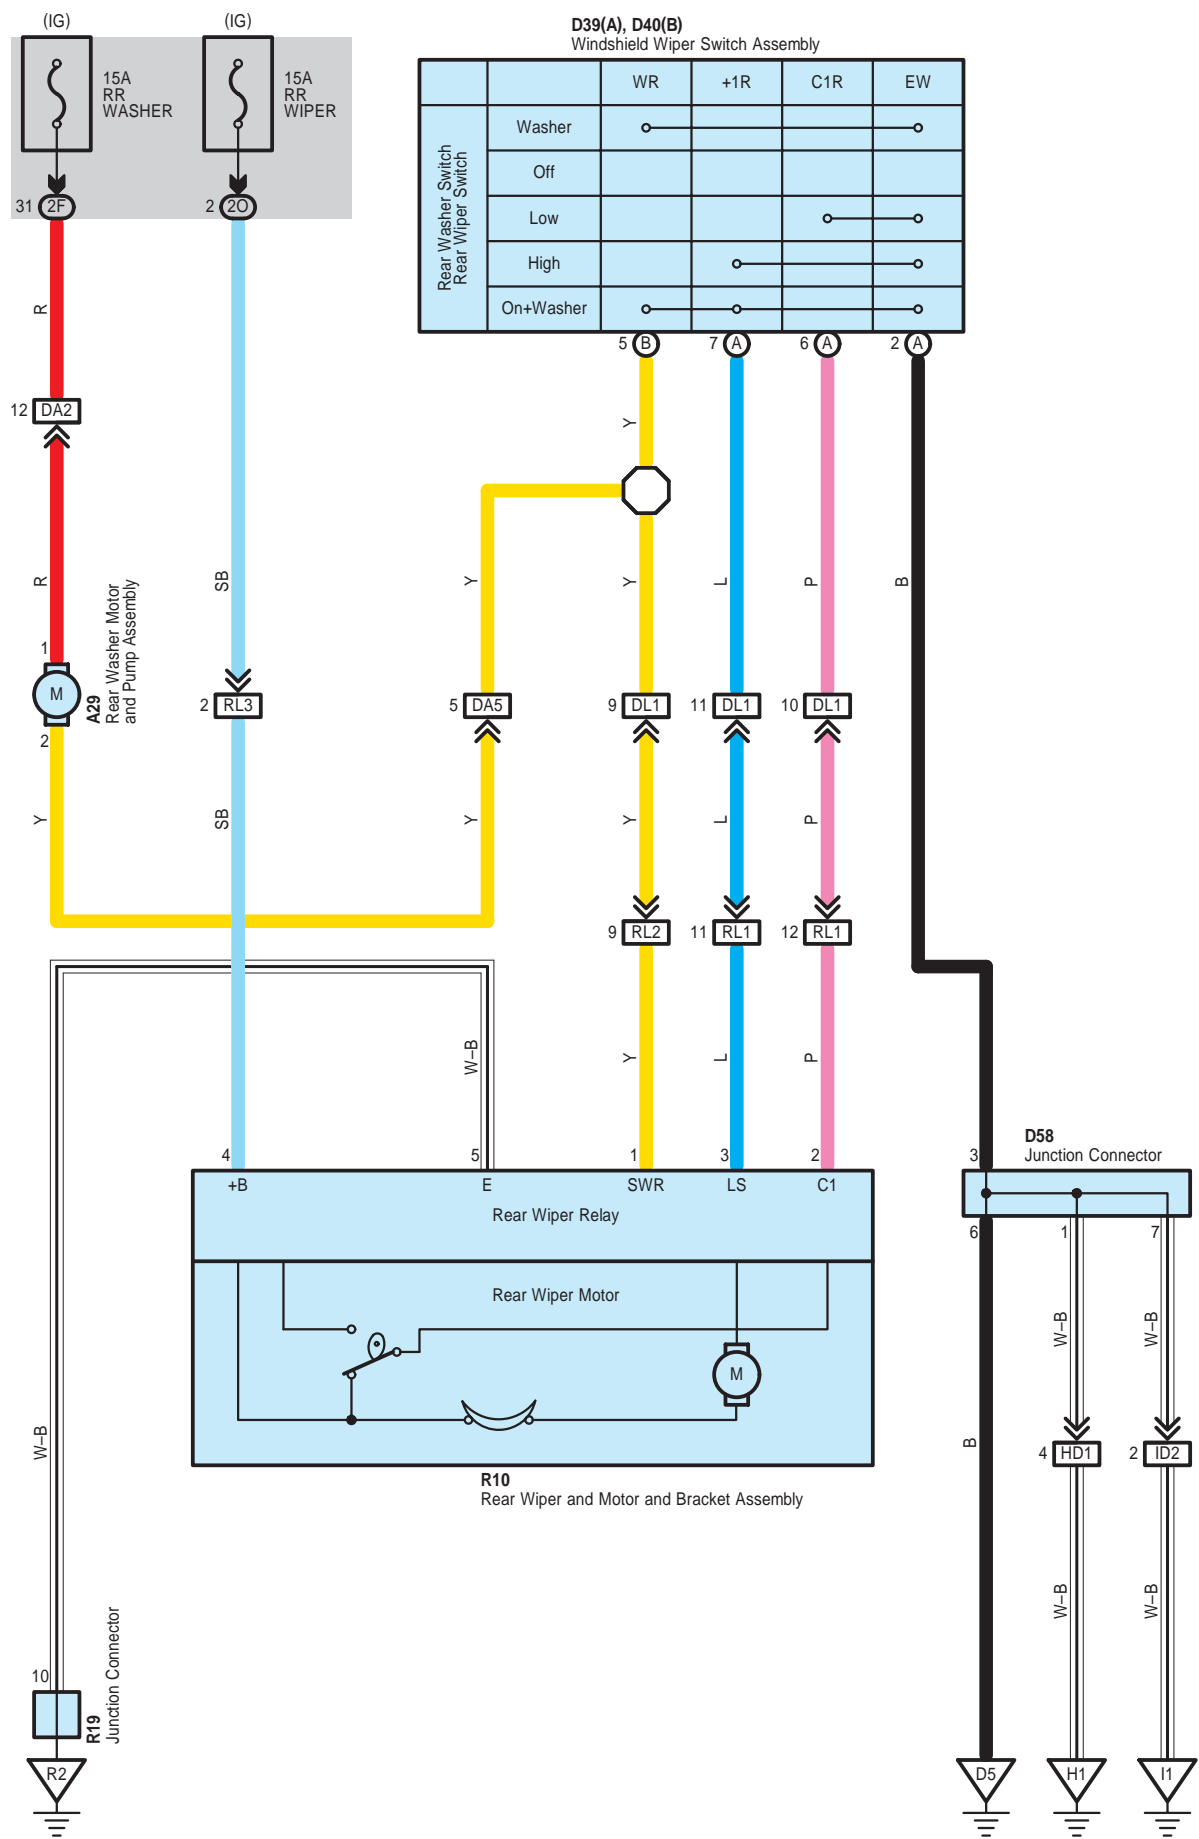 (IG)
(IG)
15A
RR
WASHER
15A
RR
WIPER
31
2F
2
2O
D39(A), D40(B)
Windshield Wiper Switch Assembly
WR
+1R
C1R
EW
Rear Washer Switch
Rear Wiper Switch
Washer
Off
Low
High
On+Washer
5
B
7
A
6
A
2
A
R
Y
12
DA2
R
SB
Y
Y
L
P
B
1
M
2
A29
Rear Washer Motor
and Pump Assembly
2
RL3
5
DA5
9
DL1
11
DL1
10
DL1
Y
SB
Y
Y
L
P
9
RL2
11
RL1
12
RL1
W–B
Y
L
P
4
5
1
3
2
+B
E
SWR
LS
C1
Rear Wiper Relay
Rear Wiper Motor
M
R10
Rear Wiper and Motor and Bracket Assembly
D58
Junction Connector
3
6
1
7
W–B
W–B
W–B
B
4
HD1
2
ID2
W–B
W–B
10
R19
Junction Connector
R2
D5
H1
I1